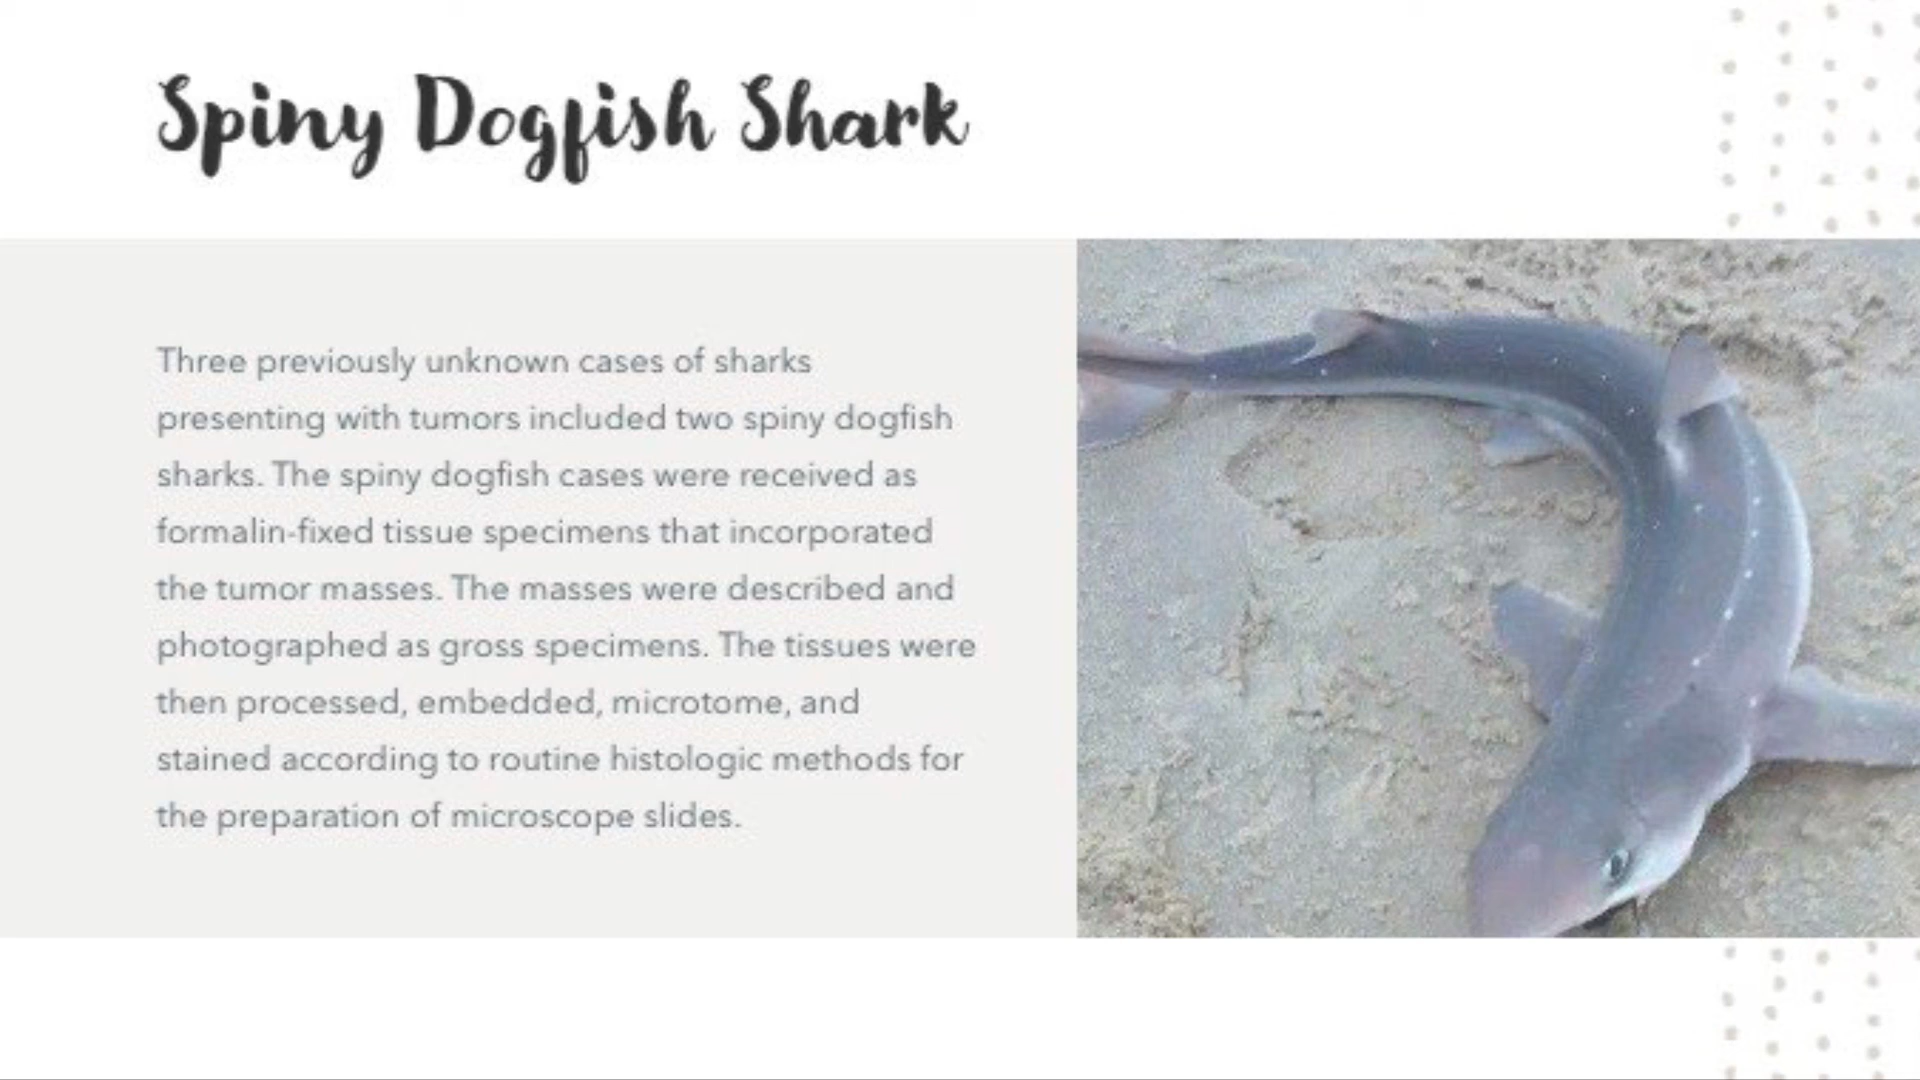 Spiny Dogfish Shark
Three previously unknown cases of sharks
presenting with tumors included two spiny dogfish
sharks. The spiny dogfish cases were received as
formalin-fixed tissue specimens that incorporated
the tumor masses. The masses were described and
photographed as gross specimens. The tissues were
then processed, embedded, microtome, and
stained according to routine histologic methods for
the preparation of microscope slides.